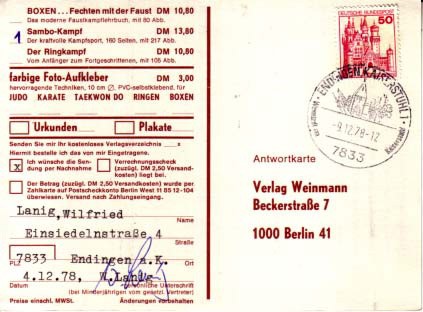 BOXEN...Fechten mit der Faust DM 10,80
Das moderne Faustkampflehrbuch, mit 80 Abb.
1 Sambo-Kampf DM 13,80
Der kraftvolle Kampfsport, 160 Seiten, mit 217 Abb.
Der Ringkampf DM 10,80
Vom Anfänger zum Fortgeschrittenen, mit 105 Abb.
farbige Foto-Aufkleber DM 3,00
hervorragende Techniken, 10 cm Ø, PVC-selbstklebend, für
JUDO KARATE TAEKWON DO RINGEN BOXEN
Urkunden Plakate
Senden Sie mir Ihr kostenloses Verlagsverzeichnis
Hiermit bestelle ich das von mir Eingetragene.
x Ich wünsche die Sendung per Nachnahme
Verrechnungsscheck (zuzügl. DM 2,50 Versandkosten) liegt bei.
Der Betrag (zuzügl. DM 2,50 Versandkosten) wurde per
Zahlkarte auf Postscheckkonto Berlin West 11 85 12-104
überwiesen. Versand nach Zahlungseingang.
Lanig, Wilfried
Name
Einsiedelnstraße 4
Straße
7833 Endingen a.K.
PLZ Ort
4.12.78, W.Lanig
Datum persönliche Unterschrift
(bei Minderjährigen vom gesetzl. Vertreter)
Preise einschl. MWSt. Änderungen vorbehalten
DEUTSCHE BUNDESPOST
50
ENDINGEN, KAISERSTUHL 1
-9.12.78-12
7833
Antwortkarte
Verlag Weinmann
Beckerstraße 7
1000 Berlin 41